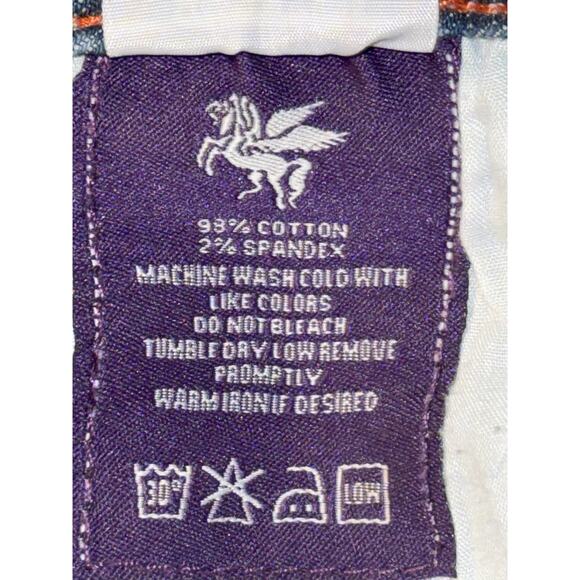 98% COTTON
2% SPANDEX
MACHINE WASH COLD WITH
LIKE COLORS
DO NOT BLEACH
TUMBLE DRY LOW REMOVE
PROMPTLY
WARM IRON IF DESIRED
30° LOW